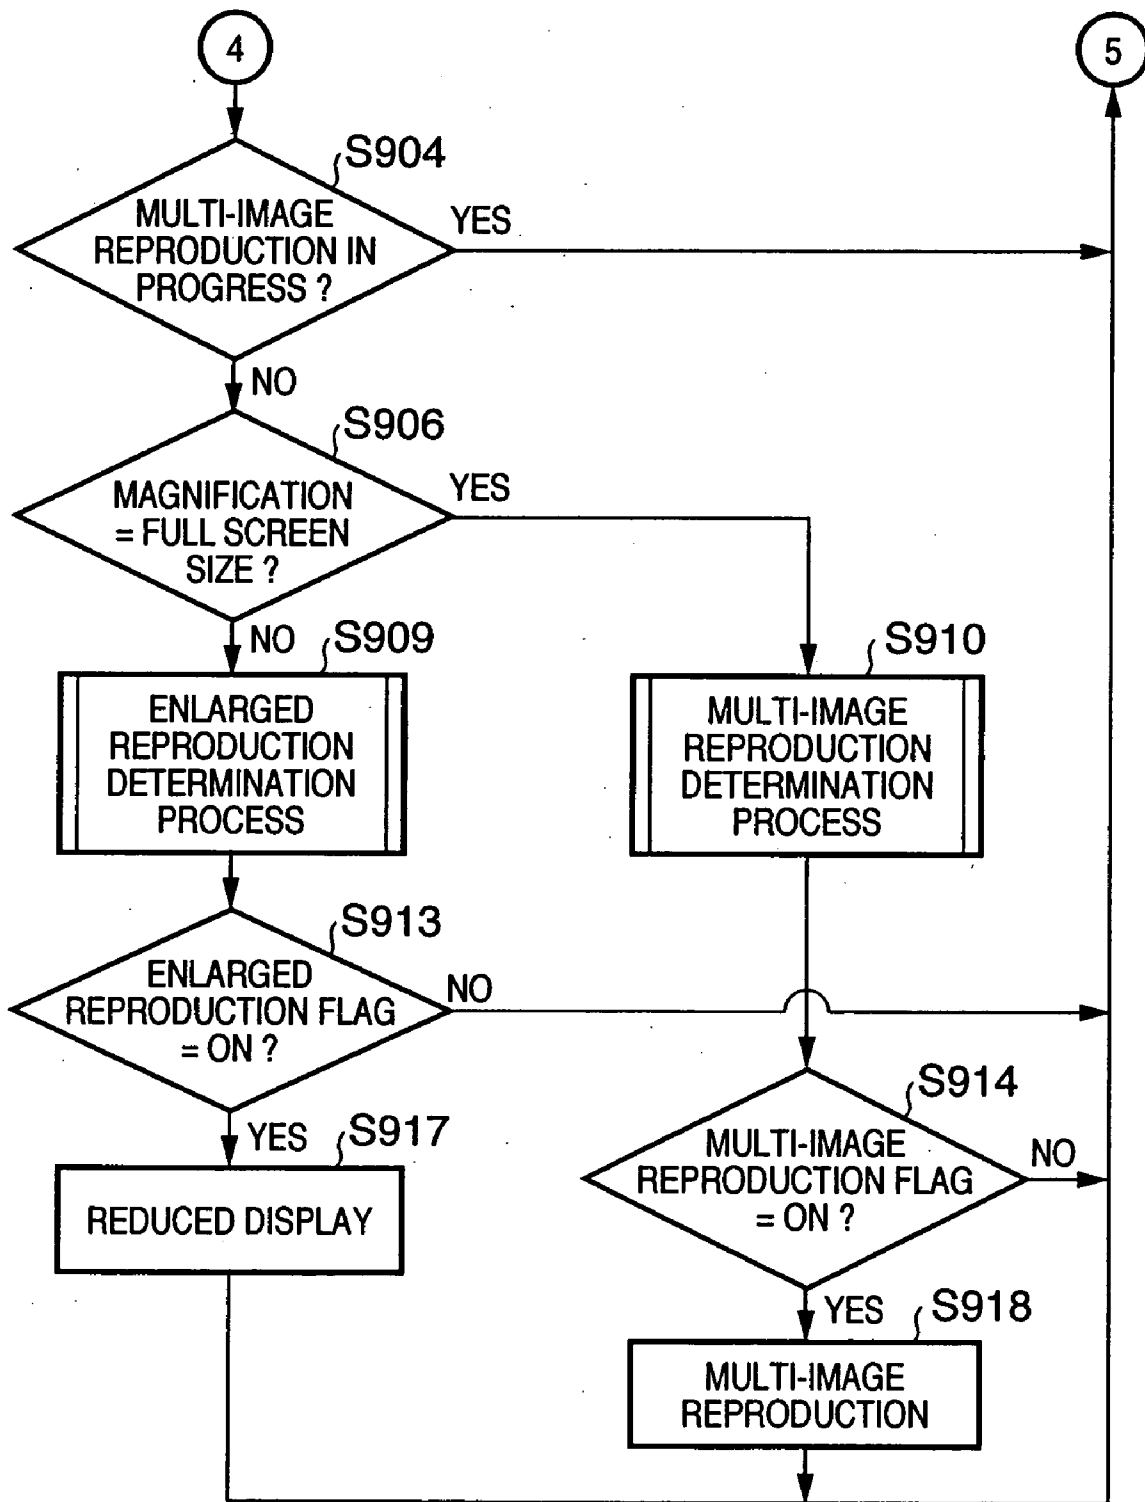 4
5
S904
MULTI-IMAGE
REPRODUCTION IN
PROGRESS ?
YES
NO
S906
MAGNIFICATION
= FULL SCREEN
SIZE ?
YES
NO
S909
ENLARGED
REPRODUCTION
DETERMINATION
PROCESS
S910
MULTI-IMAGE
REPRODUCTION
DETERMINATION
PROCESS
S913
ENLARGED
REPRODUCTION FLAG
= ON ?
NO
YES
S914
MULTI-IMAGE
REPRODUCTION FLAG
= ON ?
NO
YES
S917
REDUCED DISPLAY
S918
MULTI-IMAGE
REPRODUCTION